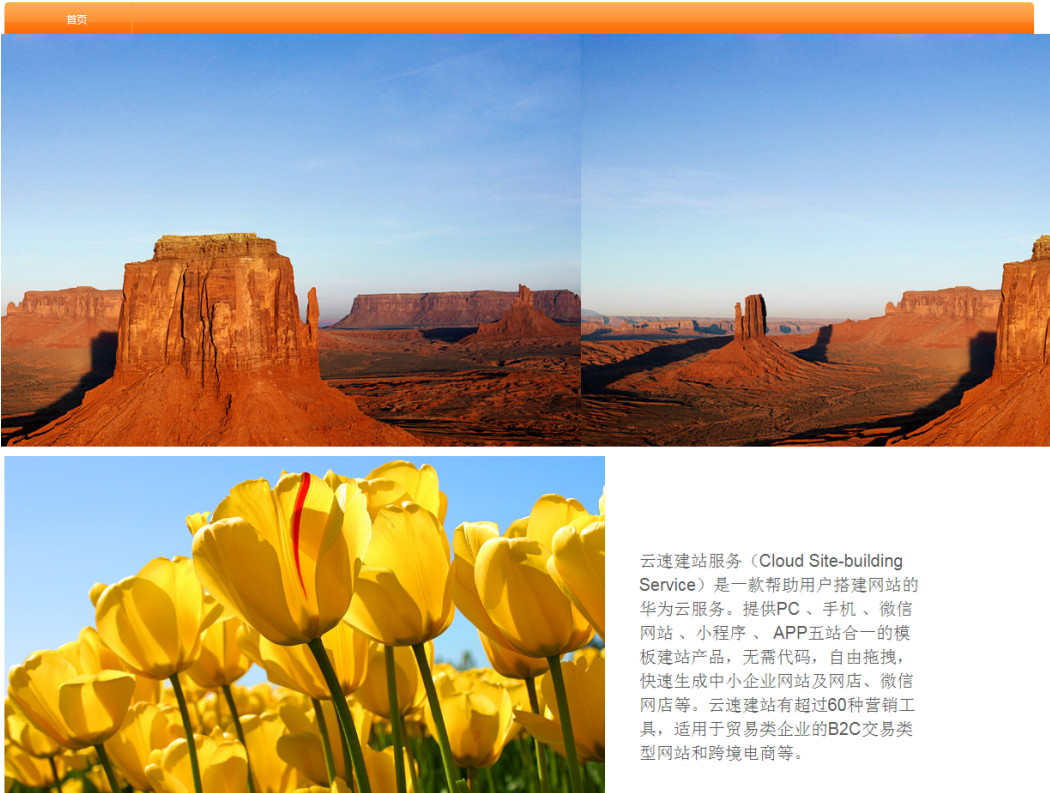 首页
云速建站服务（Cloud Site-building
Service）是一款帮助用户搭建网站的
华为云服务。提供PC 、手机 、微信
网站 、小程序 、 APP五站合一的模
板建站产品，无需代码，自由拖拽，
快速生成中小企业网站及网店、微信
网店等。云速建站有超过60种营销工
具，适用于贸易类企业的B2C交易类
型网站和跨境电商等。